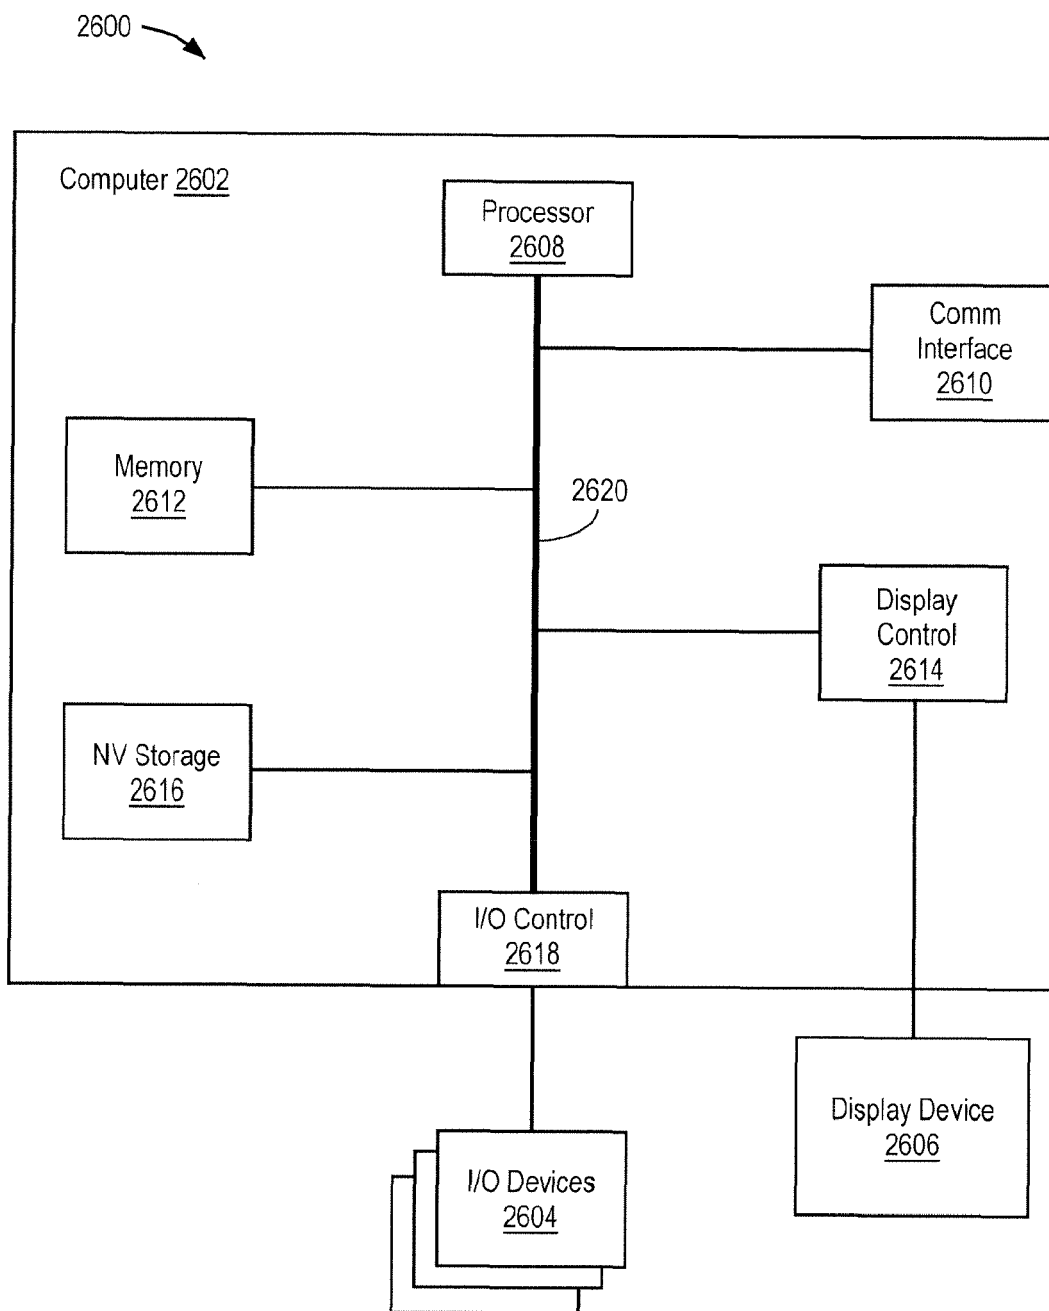 2600
Computer 2602
Processor
2608
Comm
Interface
2610
Memory
2612
2620
Display
Control
2614
NV Storage
2616
I/O Control
2618
Display Device
2606
I/O Devices
2604